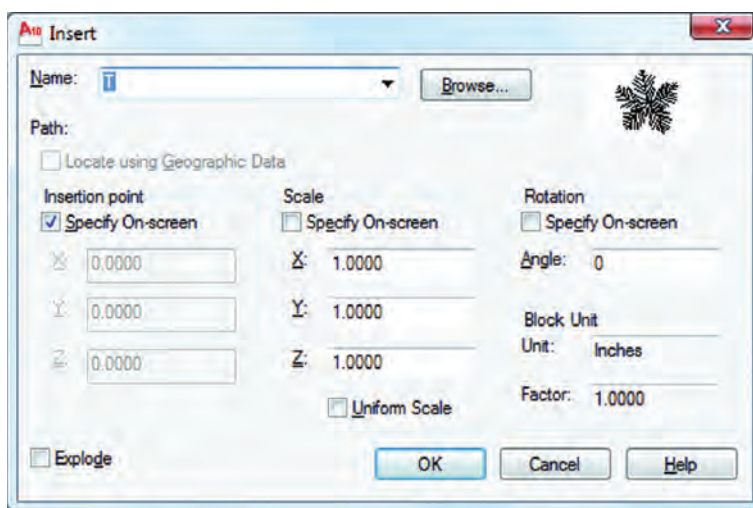 A10 Insert
Name: T Browse...
Path:
Locate using Geographic Data
Insertion point Scale Rotation
Specify On-screen Specify On-screen Specify On-screen
X: 0.0000 X: 1.0000 Angle: 0
Y: 0.0000 Y: 1.0000 Block Unit
Z: 0.0000 Z: 1.0000 Unit: Inches
Uniform Scale Factor: 1.0000
Explode OK Cancel Help